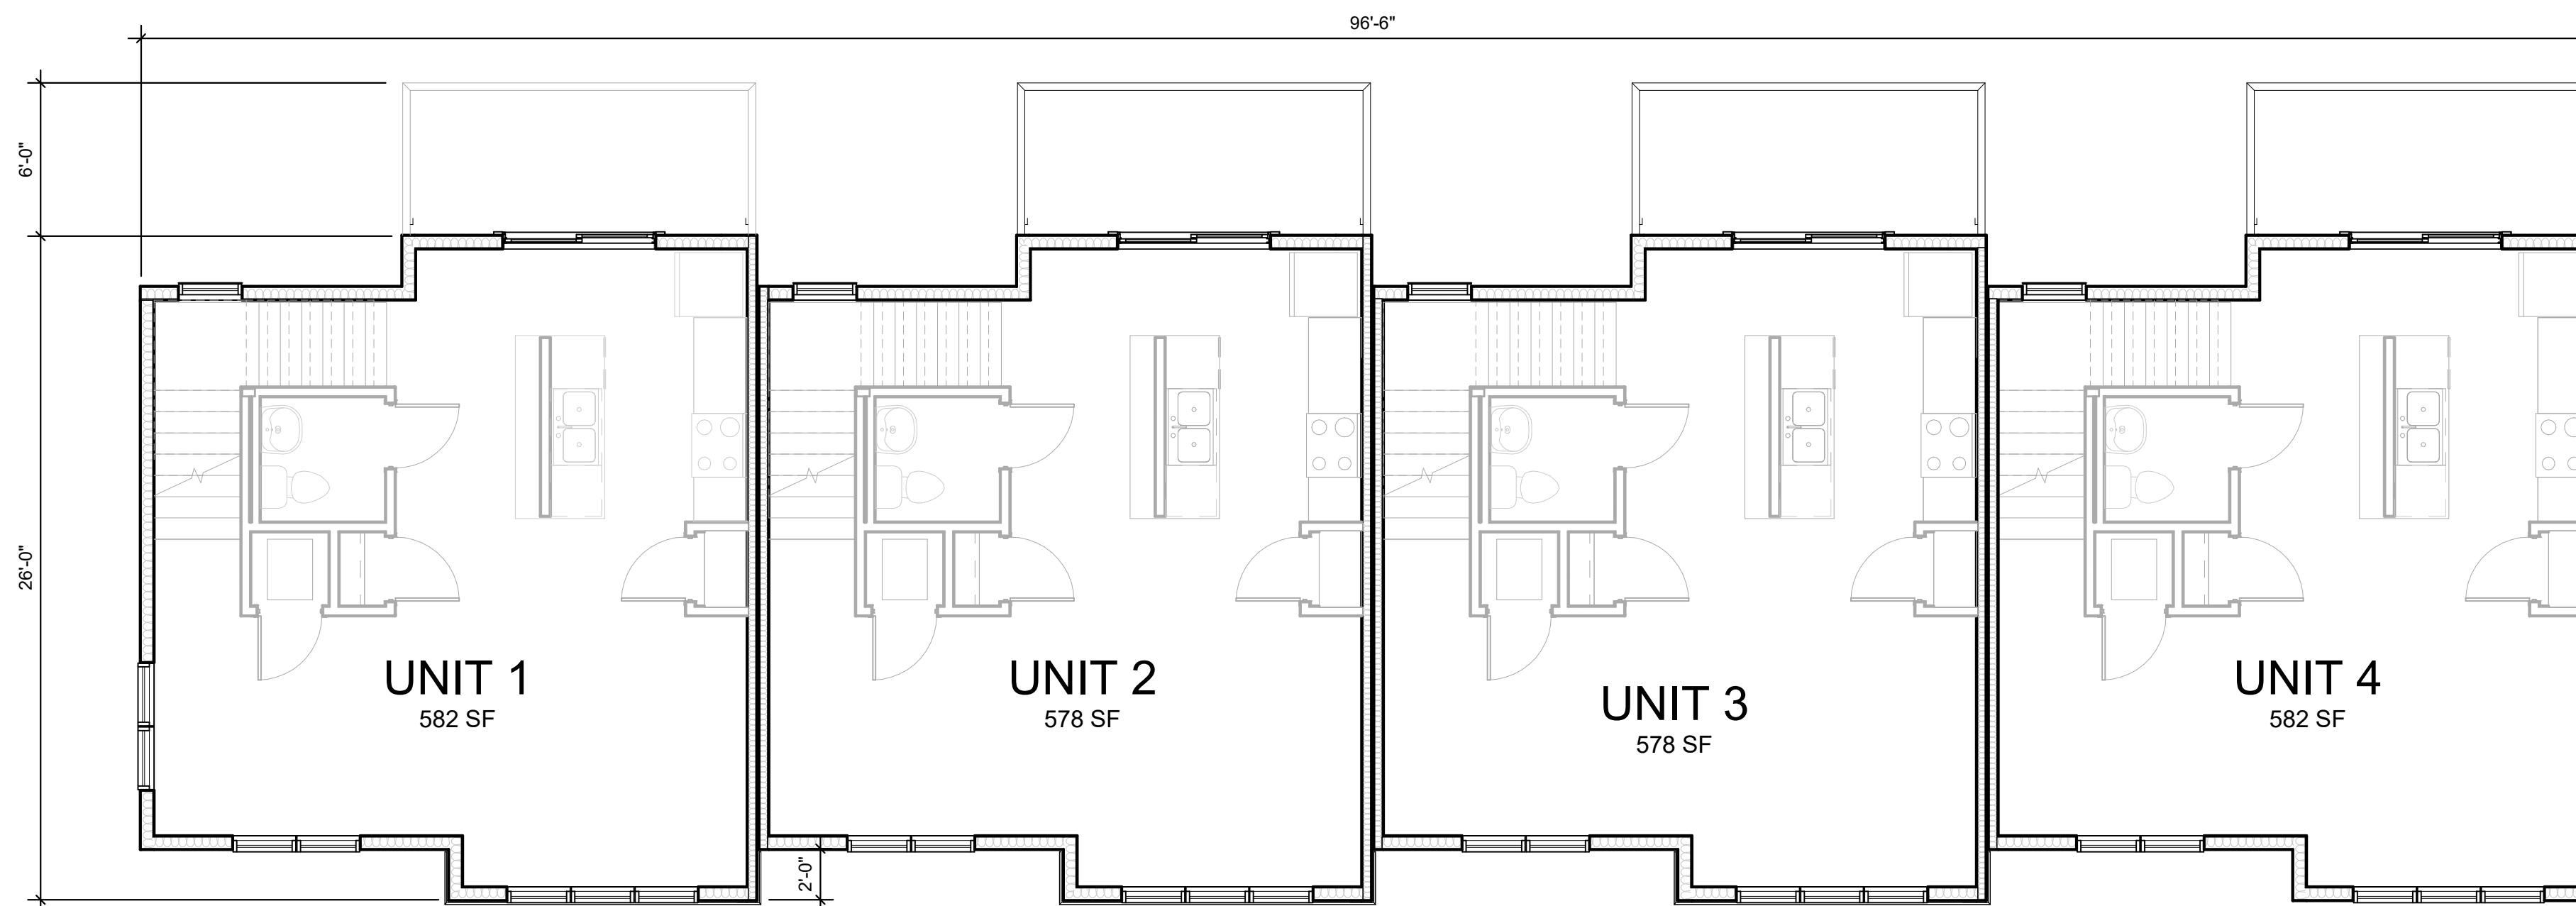 96'-6"
6'-0"
26'-0"
UNIT 1
582 SF
UNIT 2
578 SF
UNIT 3
578 SF
UNIT 4
582 SF
2'-0"